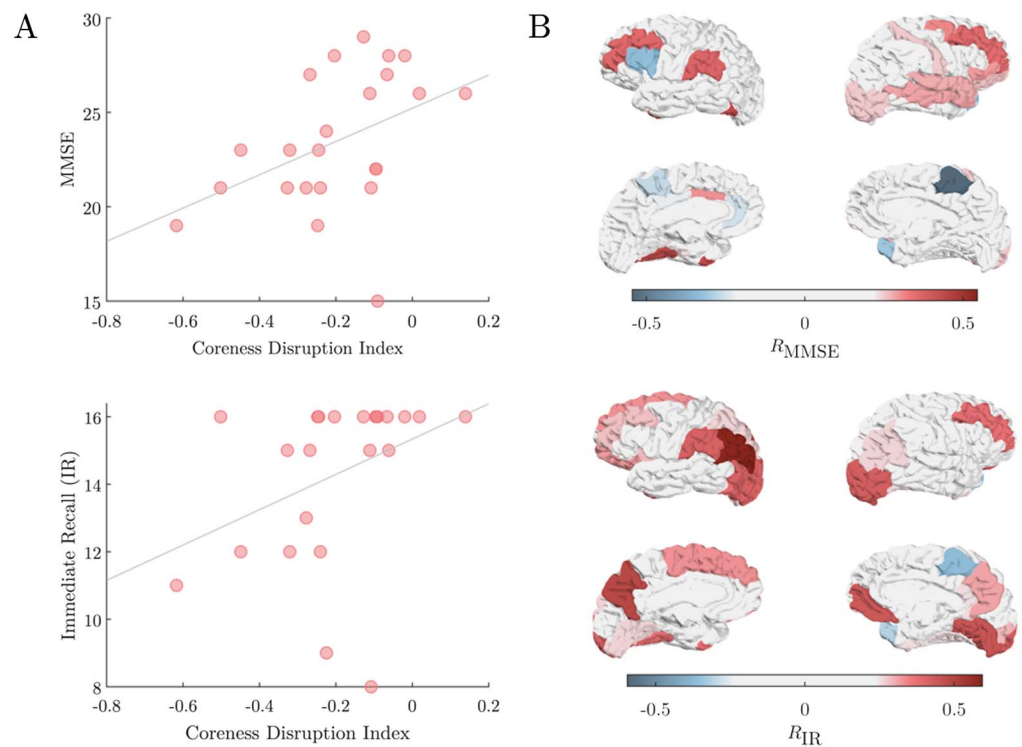 A
B
30
25
20
15
MMSE
-0.8 -0.6 -0.4 -0.2 0 0.2
Coreness Disruption Index
-0.5 0 0.5
RMMSE
16
14
12
10
8
Immediate Recall (IR)
-0.8 -0.6 -0.4 -0.2 0 0.2
Coreness Disruption Index
-0.5 0 0.5
RIR